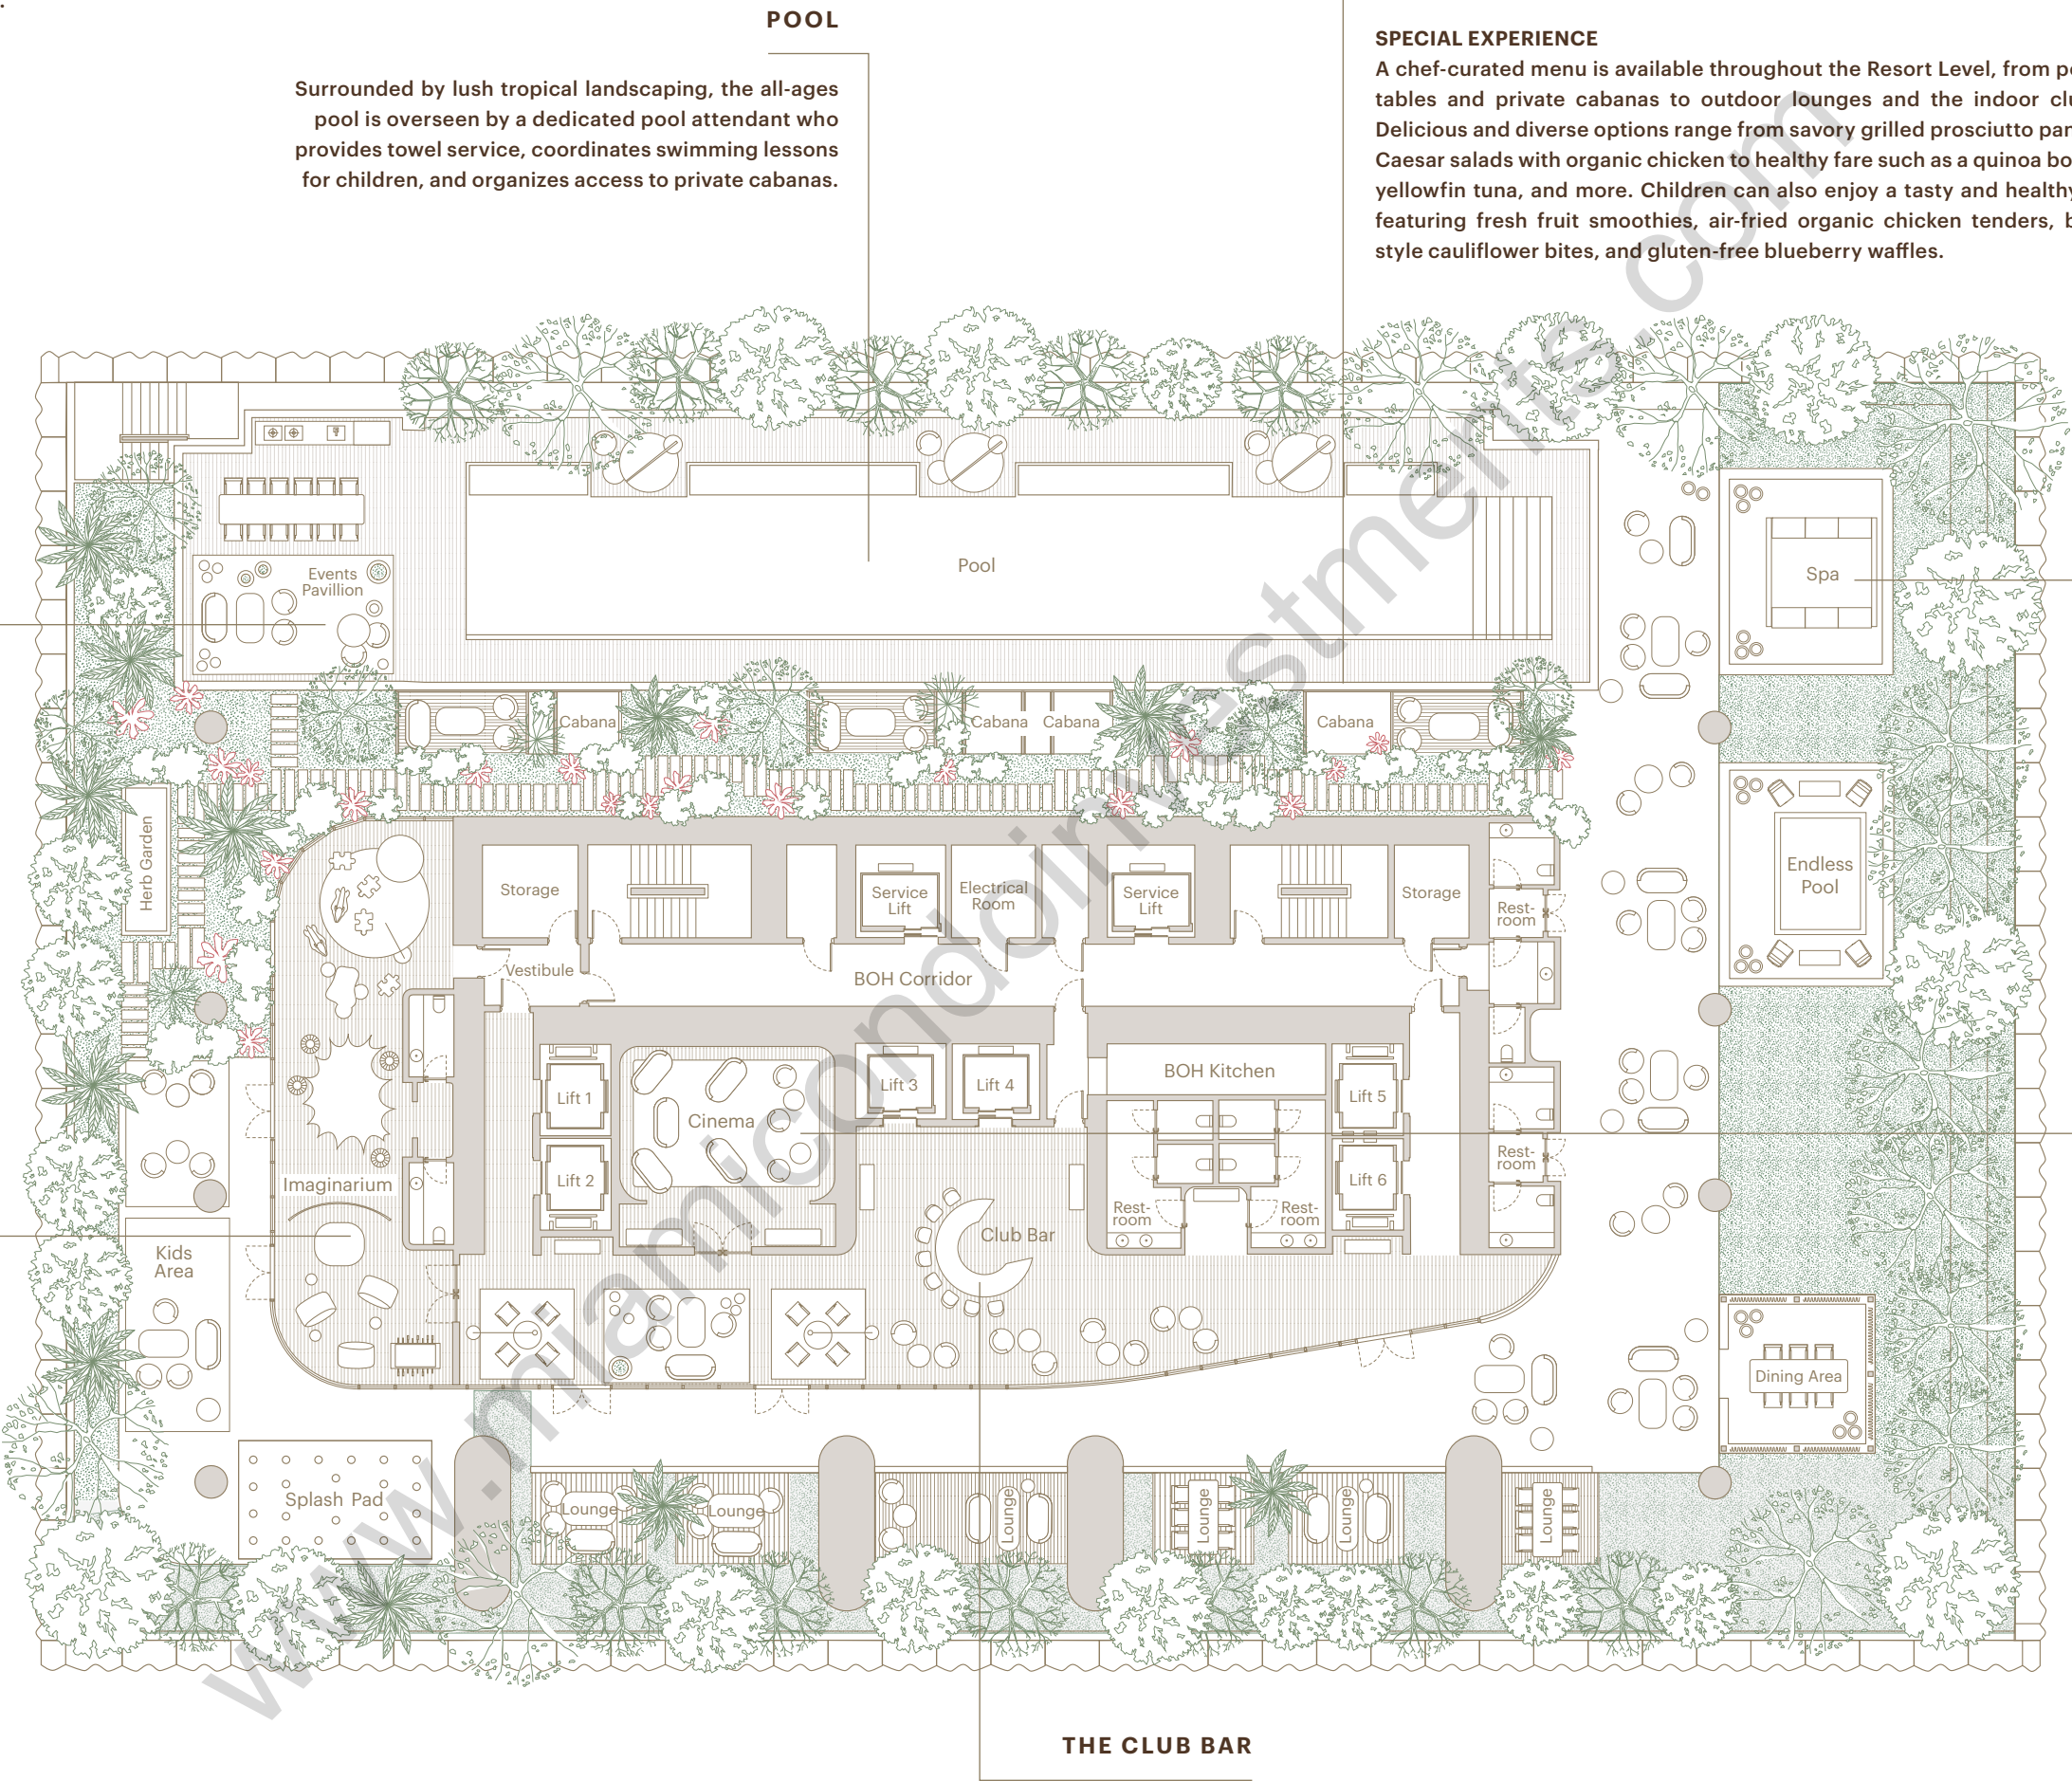 POOL
Surrounded by lush tropical landscaping, the all-ages
pool is overseen by a dedicated pool attendant who
provides towel service, coordinates swimming lessons
for children, and organizes access to private cabanas.
SPECIAL EXPERIENCE
A chef-curated menu is available throughout the Resort Level, from
tables and private cabanas to outdoor lounges and the indoor
Delicious and diverse options range from savory grilled prosciutto
Caesar salads with organic chicken to healthy fare such as a quinoa
yellowfin tuna, and more. Children can also enjoy a tasty and healthy
featuring fresh fruit smoothies, air-fried organic chicken tenders,
style cauliflower bites, and gluten-free blueberry waffles.
Events
Pavillion
Pool
Spa
Cabana
Cabana
Cabana
Cabana
Herb Garden
Storage
Service
Lift
Electrical
Room
Service
Lift
Storage
Rest-
room
Endless
Pool
Vestibule
BOH Corridor
Lift 1
Cinema
Lift 3
Lift 4
BOH Kitchen
Lift 5
Lift 2
Lift 6
Rest-
room
Imaginarium
Rest-
room
Rest-
room
Club Bar
Kids
Area
Dining Area
Splash Pad
Lounge
Lounge
Lounge
Lounge
Lounge
Lounge
THE CLUB BAR
www.miamicondoinvestments.com